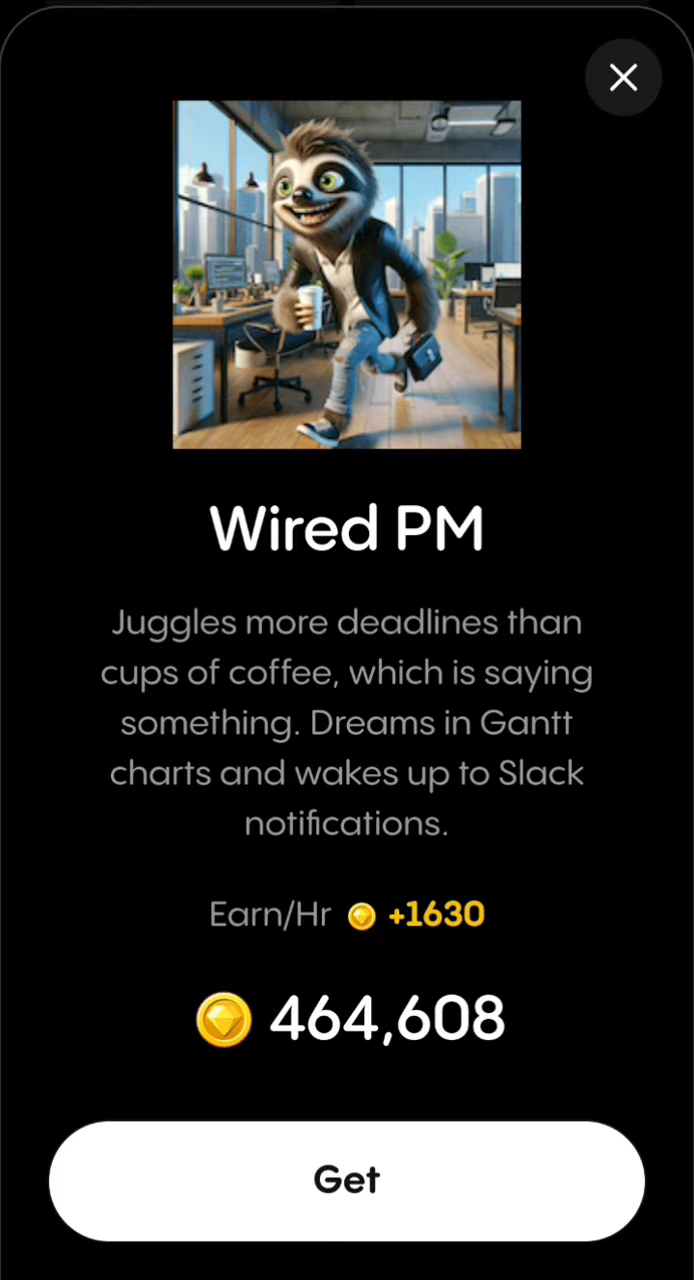 Wired PM
Juggles more deadlines than
cups of coffee, which is saying
something. Dreams in Gantt
charts and wakes up to Slack
notifications.
Earn/Hr +1630
464,608
Get